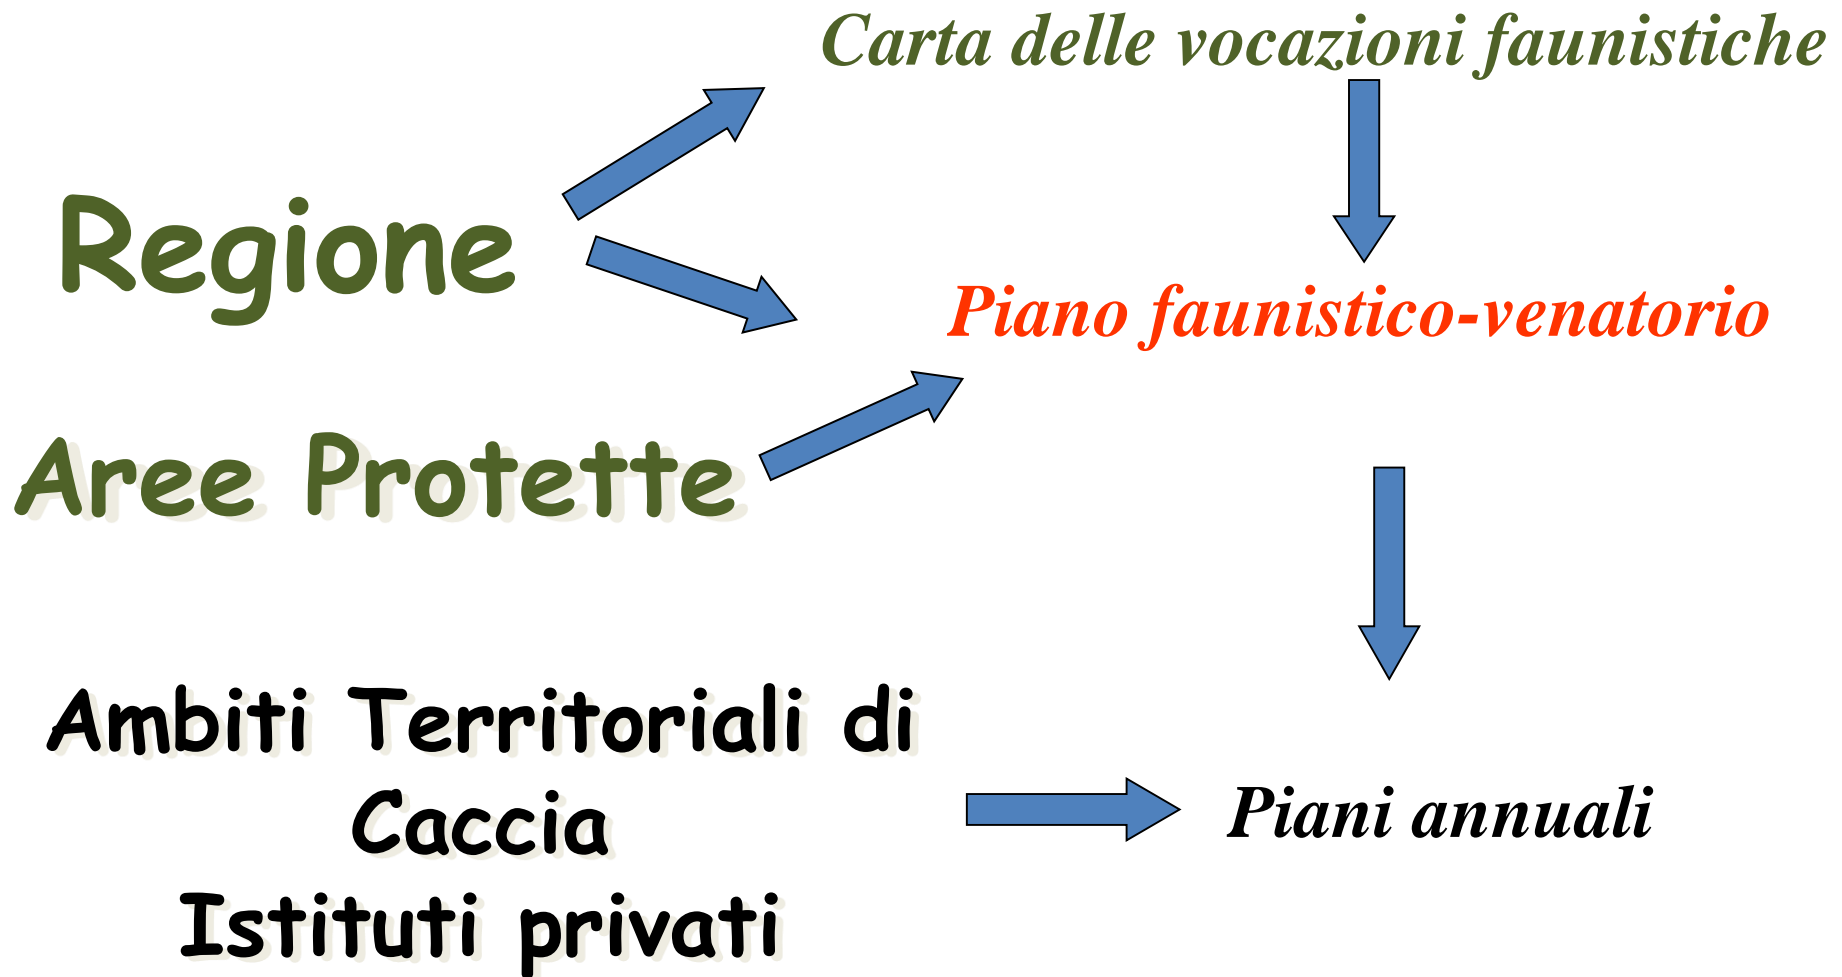 Carta delle vocazioni faunistiche
Regione
Piano faunistico-venatorio
Aree Protette
Ambiti Territoriali di
Caccia
Istituti privati
Piani annuali